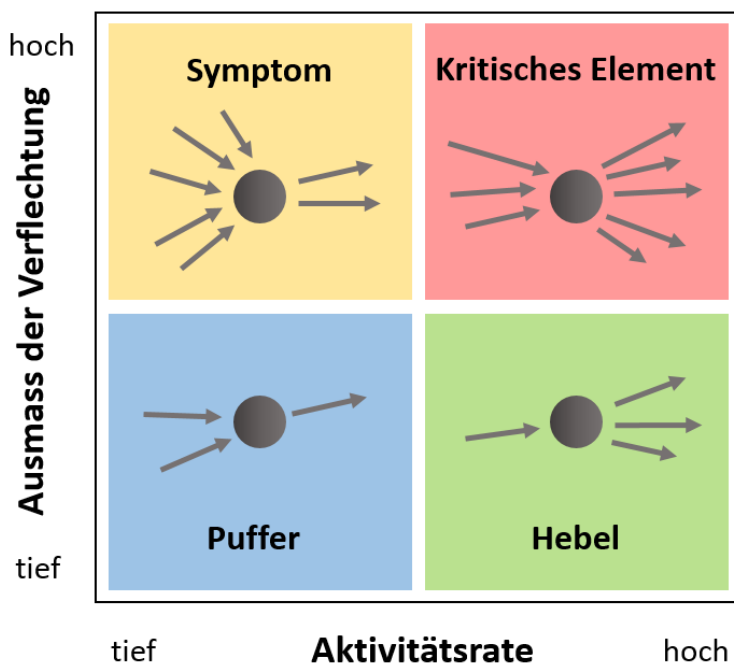 hoch
Ausmass der Verflechtung
tief
Symptom
Kritisches Element
Puffer
Hebel
tief
Aktivitätsrate
hoch